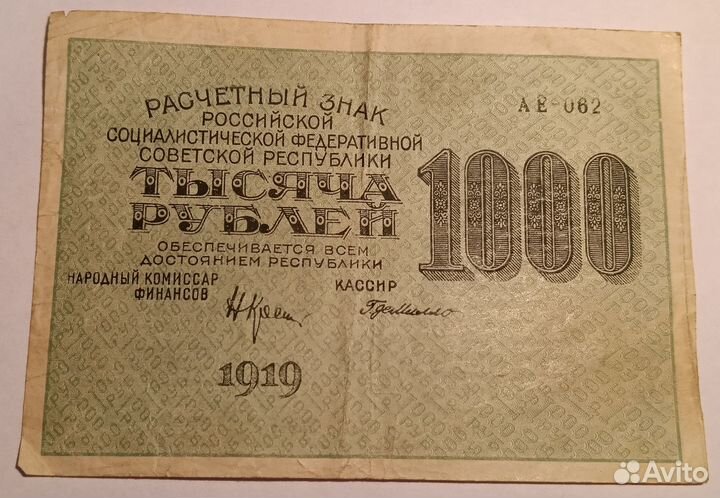 РАСЧЕТНЫЙ ЗНАК
РОССИЙСКОЙ
СОЦИАЛИСТИЧЕСКОЙ ФЕДЕРАТИВНОЙ
СОВЕТСКОЙ РЕСПУБЛИКИ
ТЫСЯЧА
РУБЛЕЙ
ОБЕСПЕЧИВАЕТСЯ ВСЕМ
ДОСТОЯНИЕМ РЕСПУБЛИКИ
НАРОДНЫЙ КОМИССАР
ФИНАНСОВ
КАССИР
1919
АЕ-062
1000
Avito